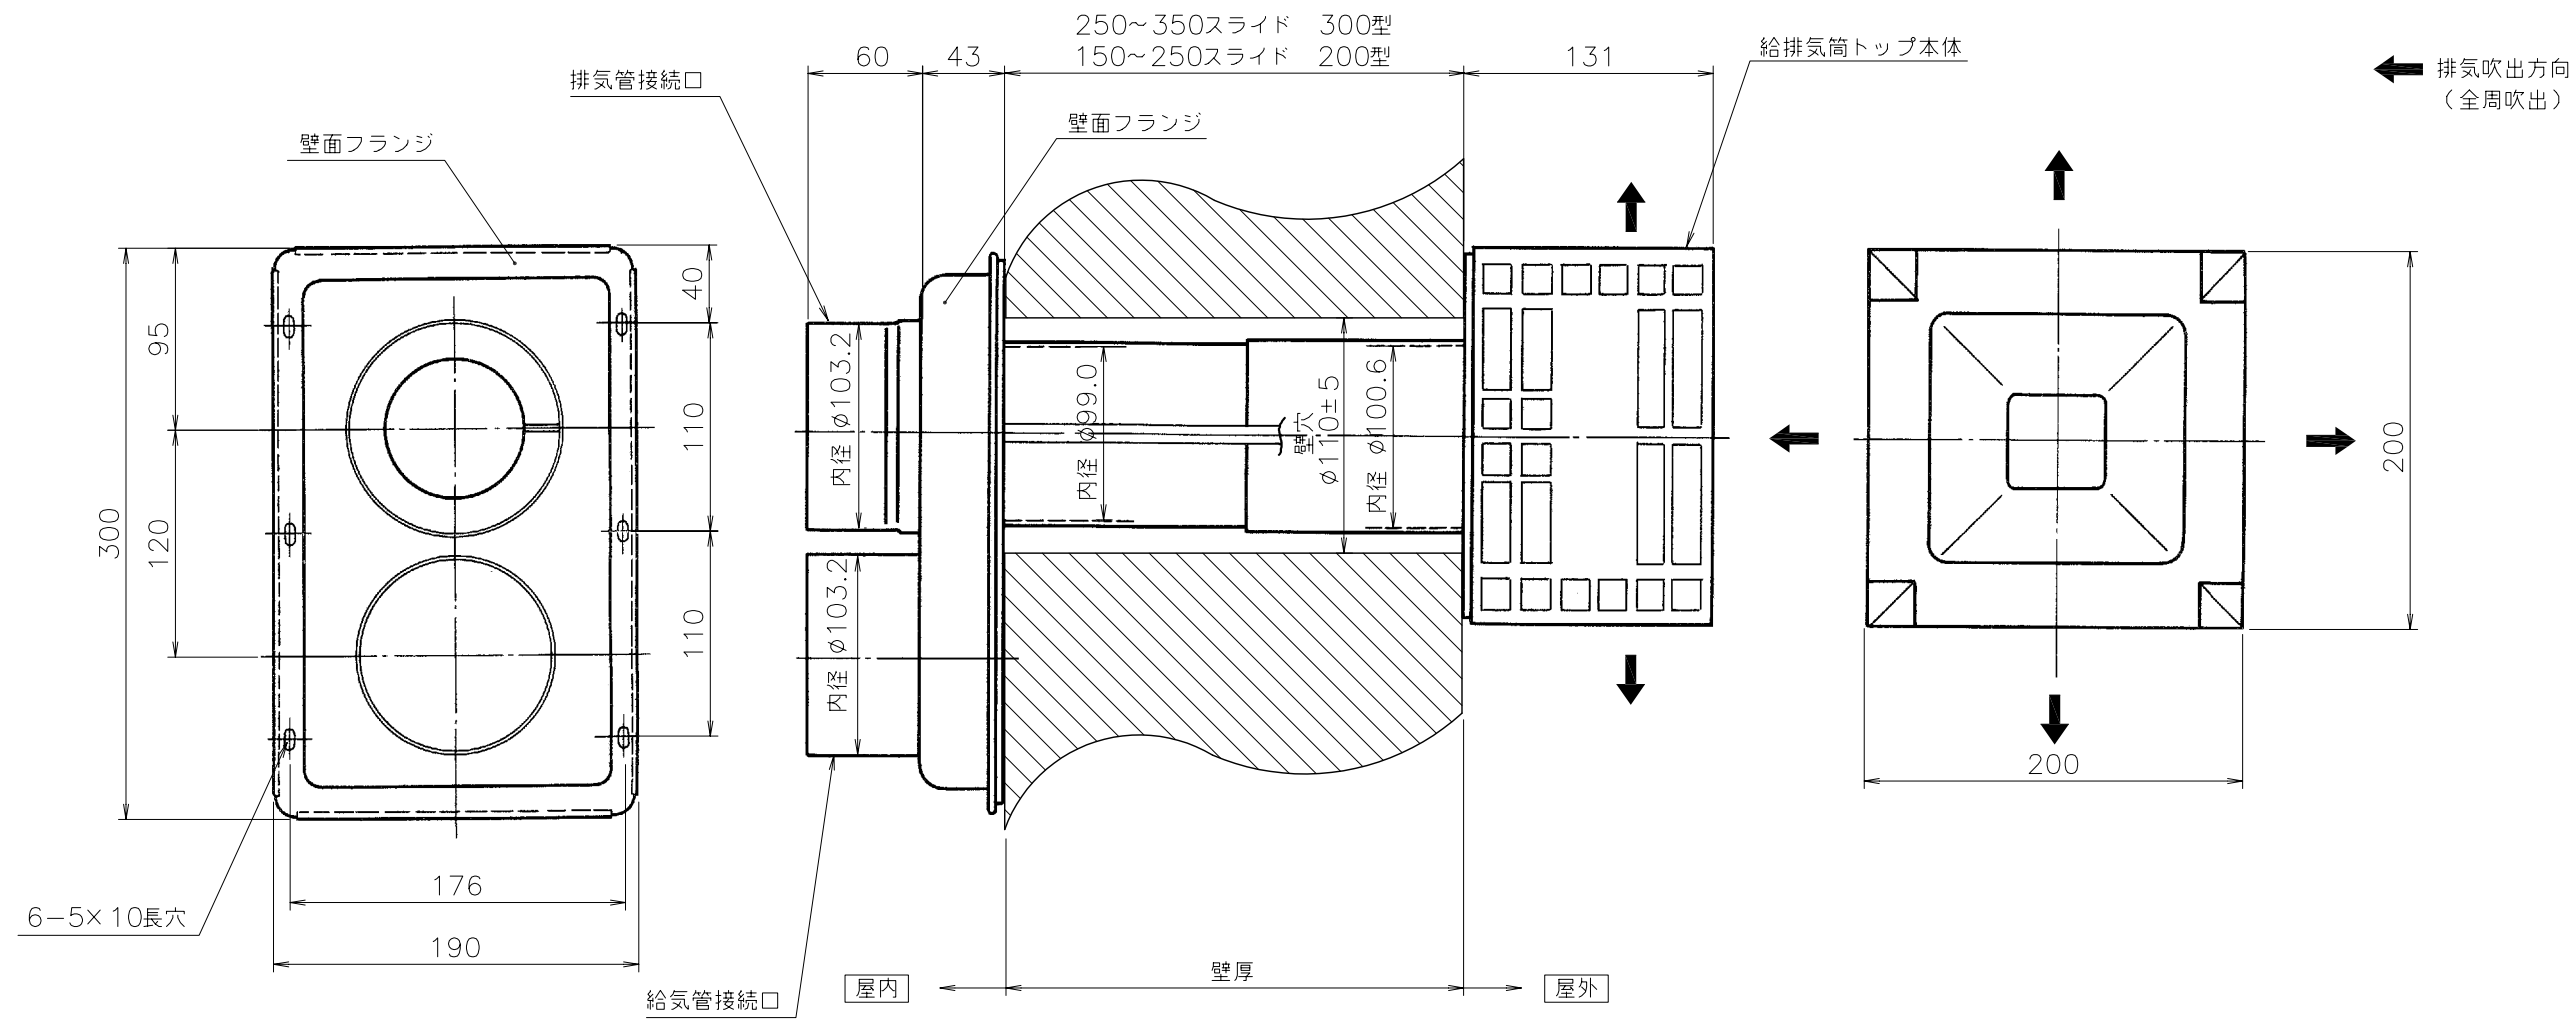 250～350スライド 300型
150～250スライド 200型
60
43
131
給排気筒トップ本体
排気吹出方向
（全周吹出）
排気管接続口
壁面フランジ
壁面フランジ
40
95
110
120
110
300
内径 φ103.2
内径 φ103.2
内径 φ99.0
壁穴
φ110±5
内径 φ100.6
200
200
176
190
6－5×10長穴
給気管接続口
屋内
壁厚
屋外